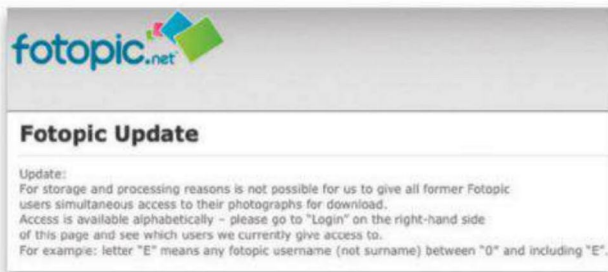 fotopic.net
Fotopic Update
Update:
For storage and processing reasons is not possible for us to give all former Fotopic
users simultaneous access to their photographs for download.
Access is available alphabetically – please go to "Login" on the right-hand side
of this page and see which users we currently give access to.
For example: letter "E" means any fotopic username (not surname) between "0" and including "E".